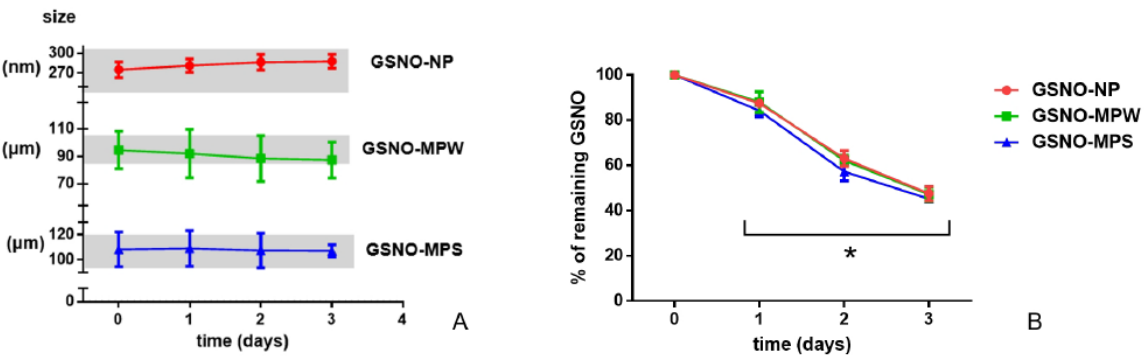 size
(nm)
300
270
GSNO-NP
(µm)
110
90
70
GSNO-MPW
(µm)
120
100
GSNO-MPS
0
0 1 2 3 4
time (days)
A
% of remaining GSNO
100
80
60
40
20
0
*
0 1 2 3
time (days)
GSNO-NP
GSNO-MPW
GSNO-MPS
B